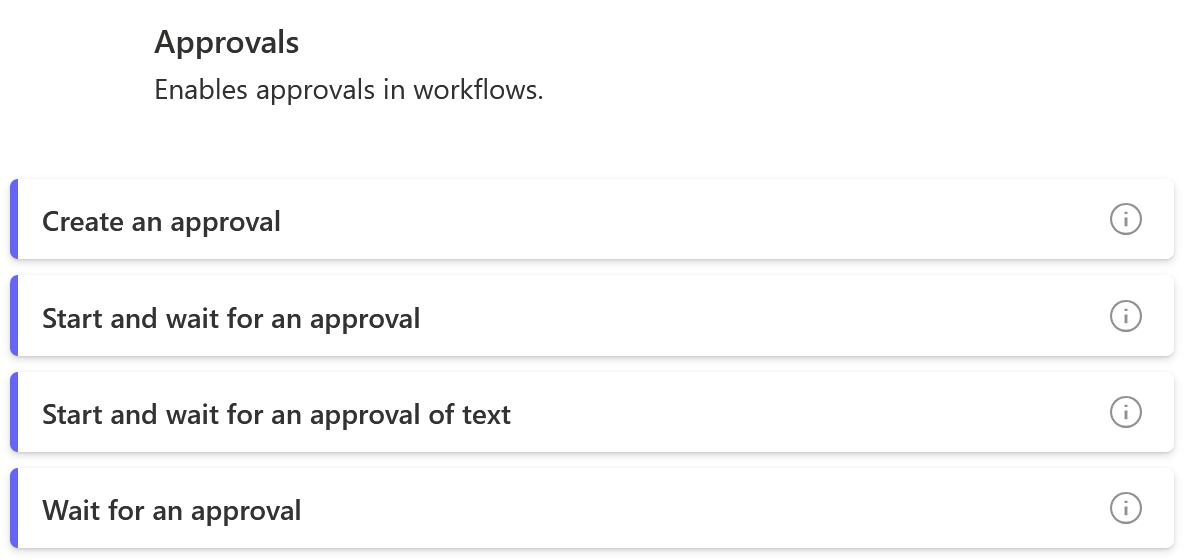 Approvals
Enables approvals in workflows.
Create an approval
Start and wait for an approval
Start and wait for an approval of text
Wait for an approval